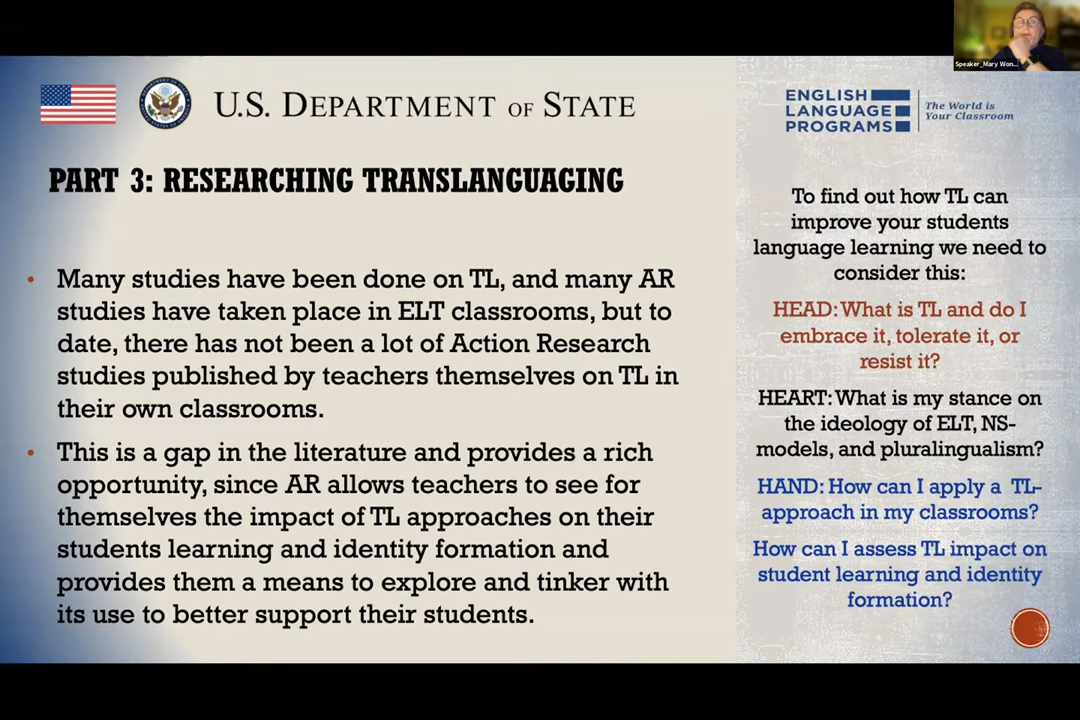 Speaker_Mary Won...
U.S. DEPARTMENT OF STATE
ENGLISH
LANGUAGE
PROGRAMS
The World is
Your Classroom
PART 3: RESEARCHING TRANSLANGUAGING
• Many studies have been done on TL, and many AR
studies have taken place in ELT classrooms, but to
date, there has not been a lot of Action Research
studies published by teachers themselves on TL in
their own classrooms.
• This is a gap in the literature and provides a rich
opportunity, since AR allows teachers to see for
themselves the impact of TL approaches on their
students learning and identity formation and
provides them a means to explore and tinker with
its use to better support their students.
To find out how TL can
improve your students
language learning we need to
consider this:
HEAD: What is TL and do I
embrace it, tolerate it, or
resist it?
HEART: What is my stance on
the ideology of ELT, NS-
models, and pluralingualism?
HAND: How can I apply a TL-
approach in my classrooms?
How can I assess TL impact on
student learning and identity
formation?